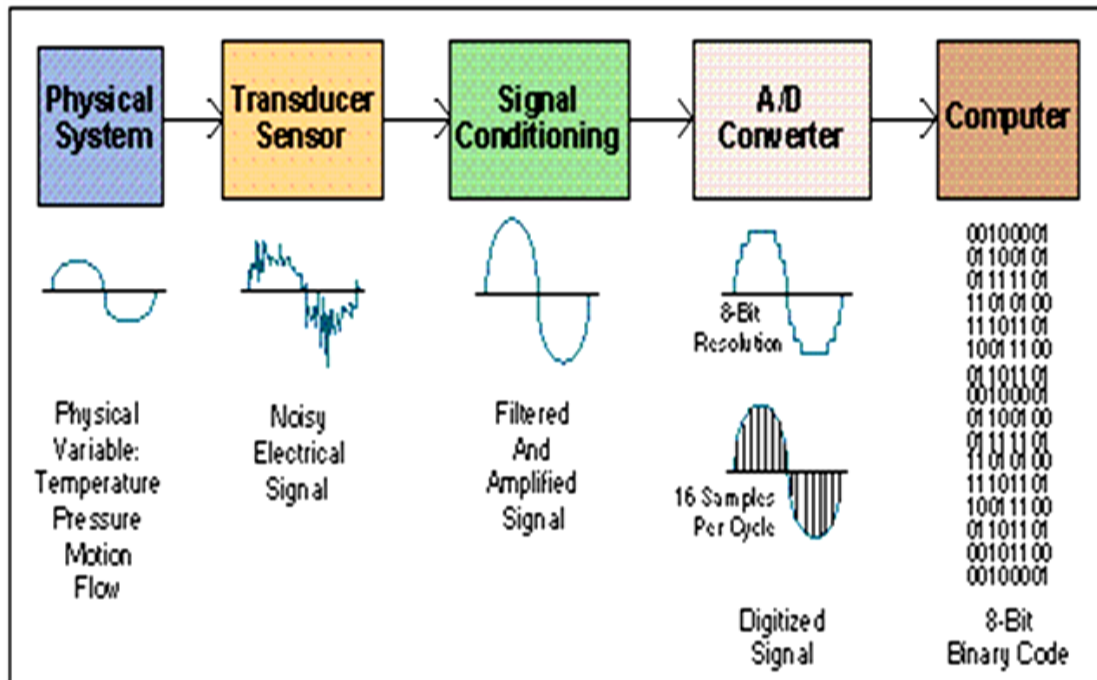 Physical
System
Transducer
Sensor
Signal
Conditioning
A/D
Converter
Computer
Physical
Variable:
Temperature
Pressure
Motion
Flow
Noisy
Electrical
Signal
Filtered
And
Amplified
Signal
8-Bit
Resolution
16 Samples
Per Cycle
Digitized
Signal
00100001
01100101
01111101
11010100
11101101
10011100
01101101
00100001
01100100
01111101
11010100
11101101
10011100
01101101
00101100
00100001
8-Bit
Binary Code